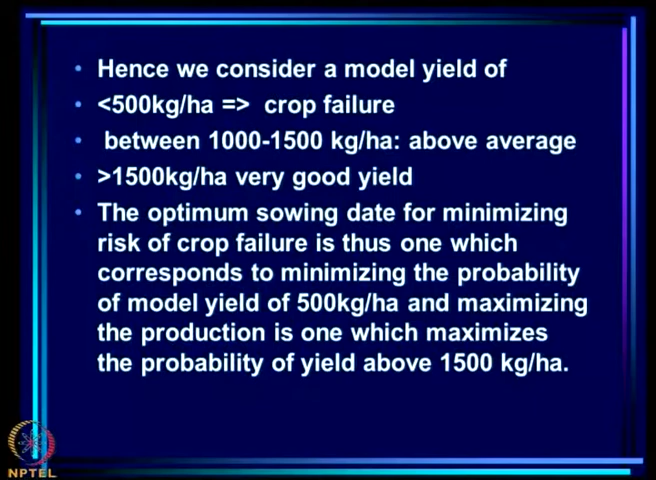 Hence we consider a model yield of
<500kg/ha => crop failure
between 1000-1500 kg/ha: above average
>1500kg/ha very good yield
The optimum sowing date for minimizing
risk of crop failure is thus one which
corresponds to minimizing the probability
of model yield of 500kg/ha and maximizing
the production is one which maximizes
the probability of yield above 1500 kg/ha.
NPTEL